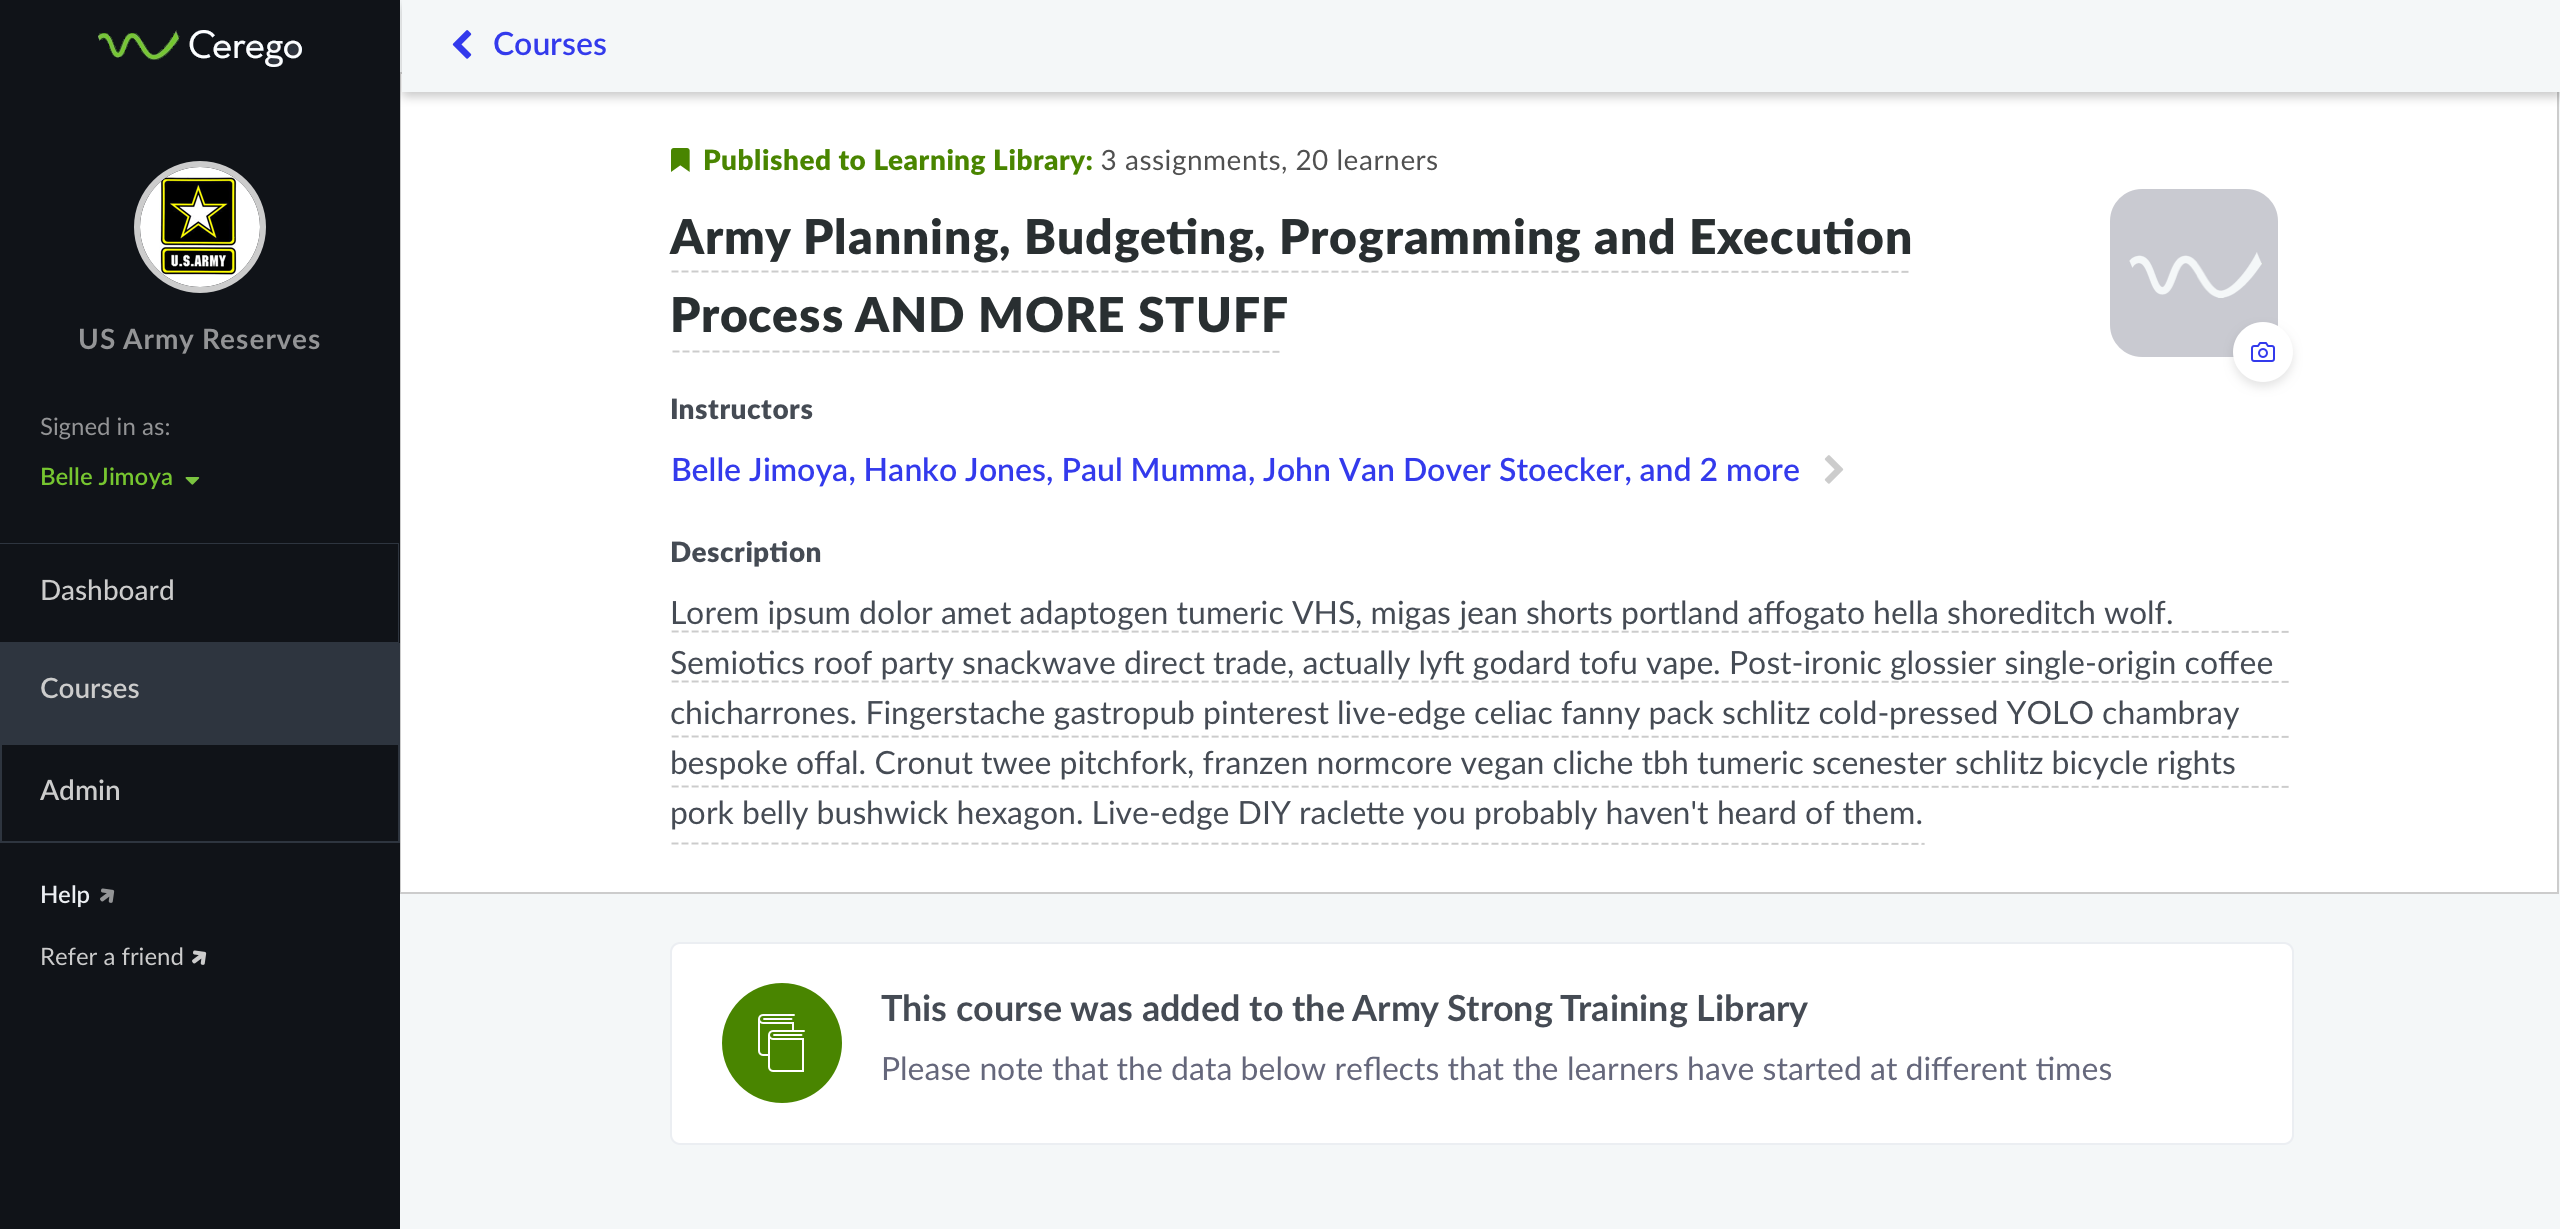 Cerego
U.S.ARMY
US Army Reserves
Signed in as:
Belle Jimoya
Dashboard
Courses
Admin
Help
Refer a friend
Courses
Published to Learning Library: 3 assignments, 20 learners
Army Planning, Budgeting, Programming and Execution
Process AND MORE STUFF
Instructors
Belle Jimoya, Hanko Jones, Paul Mumma, John Van Dover Stoecker, and 2 more
Description
Lorem ipsum dolor amet adaptogen tumeric VHS, migas jean shorts portland affogato hella shoreditch wolf.
Semiotics roof party snackwave direct trade, actually lyft godard tofu vape. Post-ironic glossier single-origin coffee
chicharrones. Fingerstache gastropub pinterest live-edge celiac fanny pack schlitz cold-pressed YOLO chambray
bespoke offal. Cronut twee pitchfork, franzen normcore vegan cliche tbh tumeric scenester schlitz bicycle rights
pork belly bushwick hexagon. Live-edge DIY raclette you probably haven't heard of them.
This course was added to the Army Strong Training Library
Please note that the data below reflects that the learners have started at different times